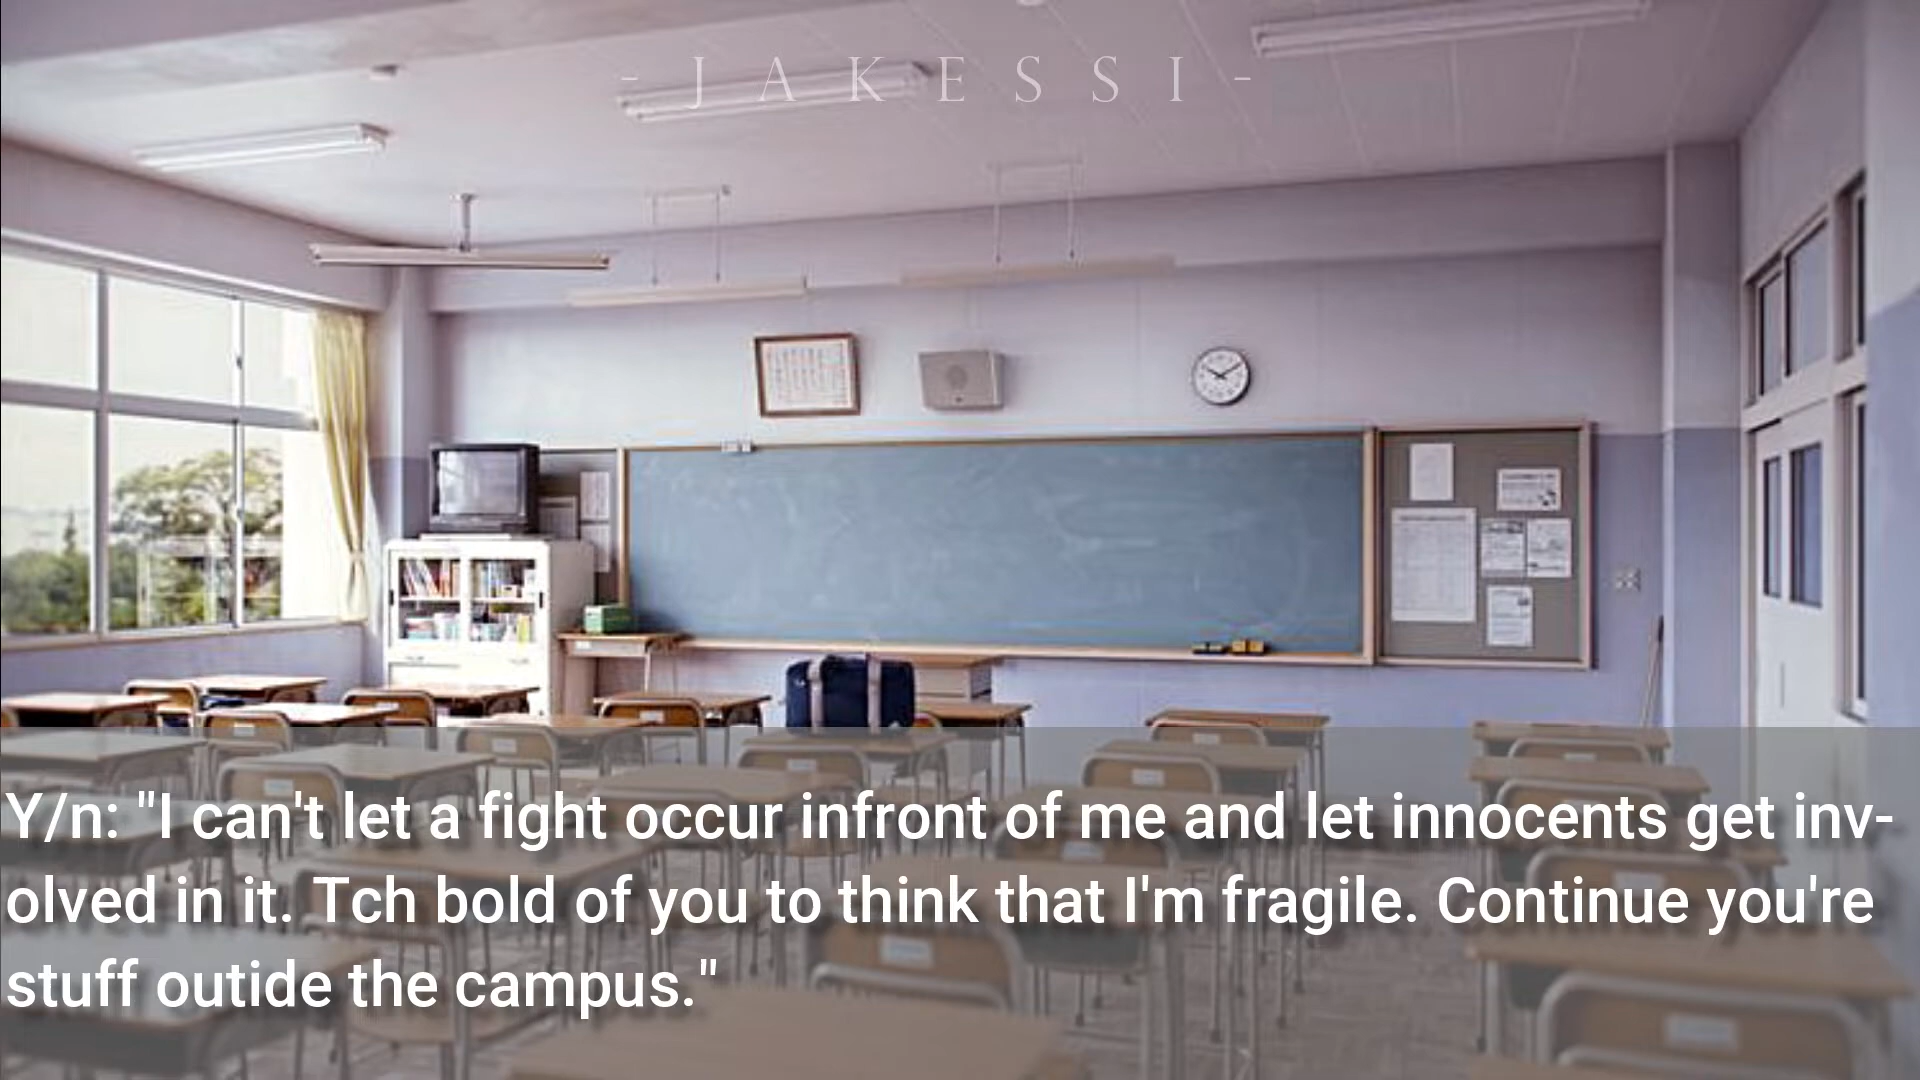 - J A K E S S I -
Y/n: "I can't let a fight occur infront of me and let innocents get inv-
olved in it. Tch bold of you to think that I'm fragile. Continue you're
stuff outide the campus."